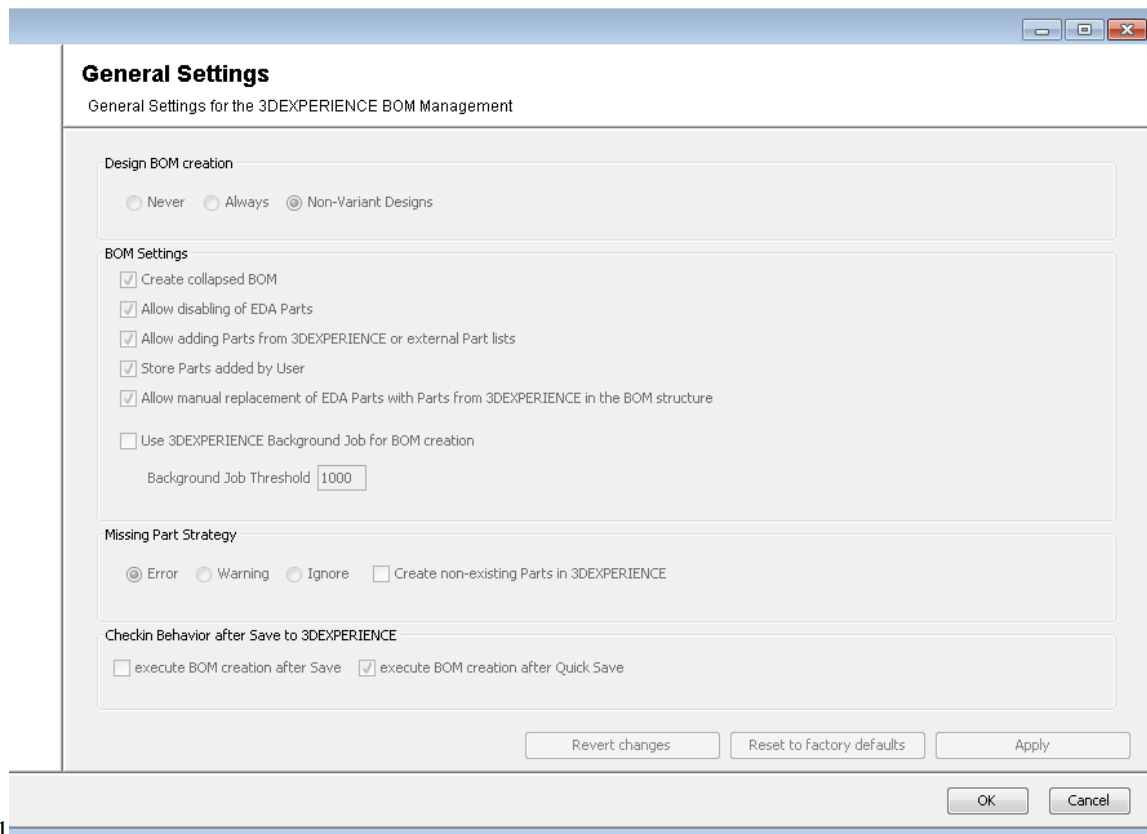 General Settings
General Settings for the 3DEXPERIENCE BOM Management
Design BOM creation
Never Always Non-Variant Designs
BOM Settings
Create collapsed BOM
Allow disabling of EDA Parts
Allow adding Parts from 3DEXPERIENCE or external Part lists
Store Parts added by User
Allow manual replacement of EDA Parts with Parts from 3DEXPERIENCE in the BOM structure
Use 3DEXPERIENCE Background Job for BOM creation
Background Job Threshold 1000
Missing Part Strategy
Error Warning Ignore Create non-existing Parts in 3DEXPERIENCE
Checkin Behavior after Save to 3DEXPERIENCE
execute BOM creation after Save execute BOM creation after Quick Save
Revert changes Reset to factory defaults Apply
OK Cancel